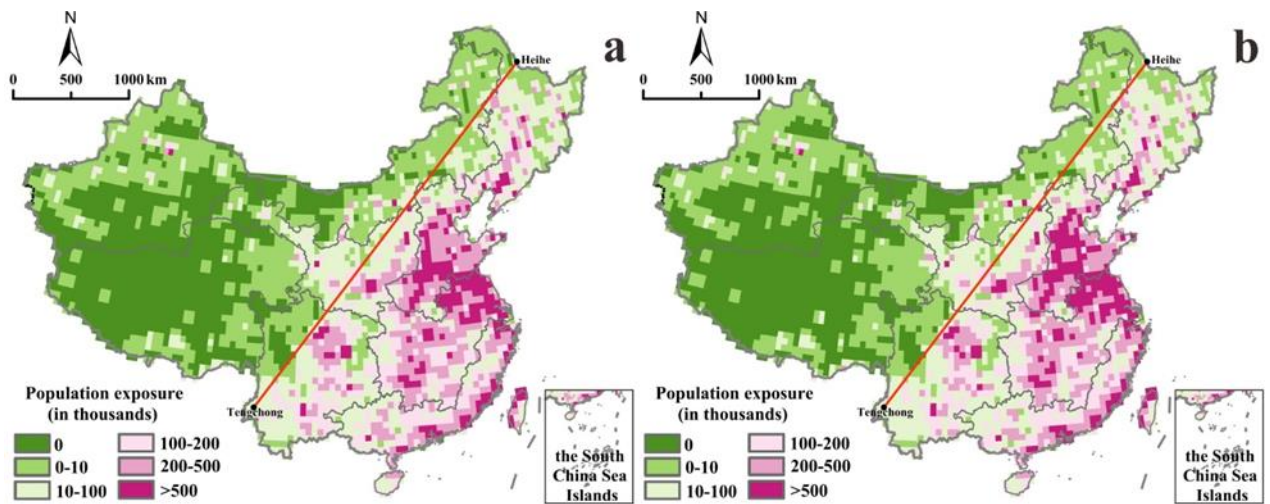 N
0 500 1000 km
a
Heihe
Tengchong
Population exposure
(in thousands)
0
0-10
10-100
100-200
200-500
>500
the South
China Sea
Islands
N
0 500 1000 km
b
Heihe
Tengchong
Population exposure
(in thousands)
0
0-10
10-100
100-200
200-500
>500
the South
China Sea
Islands